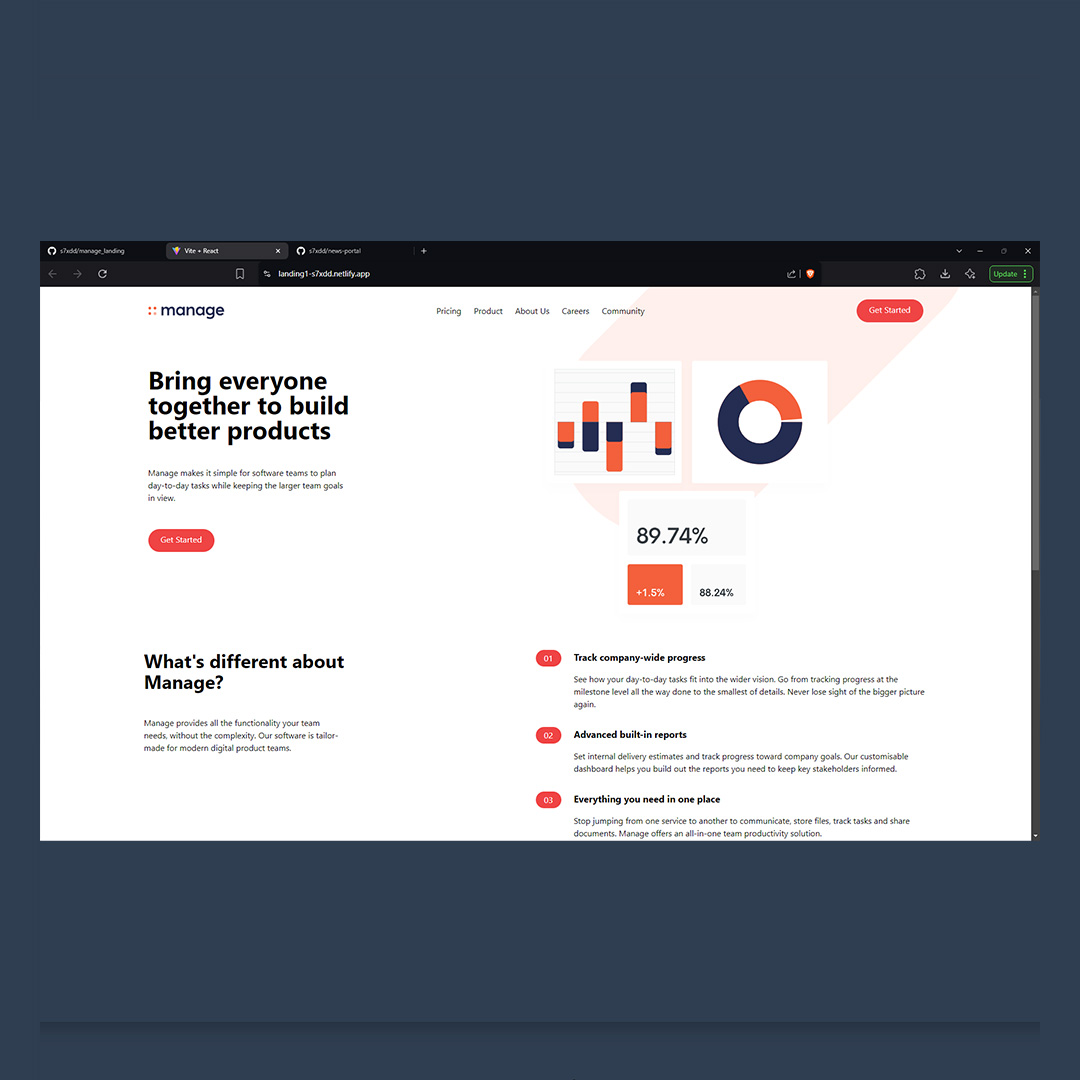 s7xdd/manage_landing
Vite + React
s7xdd/news-portal
landing1-s7xdd.netlify.app
Update
manage
Pricing
Product
About Us
Careers
Community
Get Started
Bring everyone
together to build
better products
Manage makes it simple for software teams to plan
day-to-day tasks while keeping the larger team goals
in view.
Get Started
89.74%
+1.5%
88.24%
What's different about
Manage?
Manage provides all the functionality your team
needs, without the complexity. Our software is tailor-
made for modern digital product teams.
01
Track company-wide progress
See how your day-to-day tasks fit into the wider vision. Go from tracking progress at the
milestone level all the way done to the smallest of details. Never lose sight of the bigger picture
again.
02
Advanced built-in reports
Set internal delivery estimates and track progress toward company goals. Our customisable
dashboard helps you build out the reports you need to keep key stakeholders informed.
03
Everything you need in one place
Stop jumping from one service to another to communicate, store files, track tasks and share
documents. Manage offers an all-in-one team productivity solution.